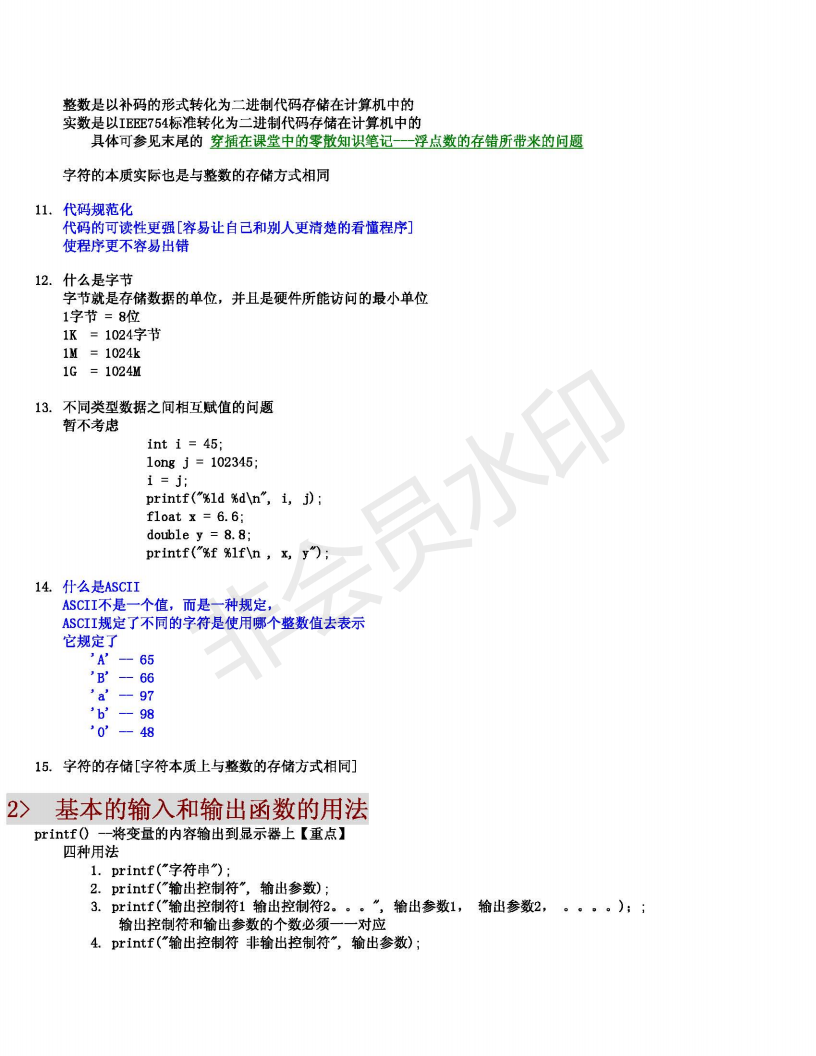 整数是以补码的形式转化为二进制代码存储在计算机中的
实数是以IEEE754标准转化为二进制代码存储在计算机中的
具体可参见末尾的 穿插在课堂中的零散知识笔记---浮点数的存错所带来的问题
字符的本质实际也是与整数的存储方式相同
11. 代码规范化
代码的可读性更强[容易让自己和别人更清楚的看懂程序]
使程序更不容易出错
12. 什么是字节
字节就是存储数据的单位，并且是硬件所能访问的最小单位
1字节 = 8位
1K = 1024字节
1M = 1024k
1G = 1024M
13. 不同类型数据之间相互赋值的问题
暂不考虑
int i = 45;
long j = 102345;
i = j;
printf("%ld %d\n", i, j);
float x = 6.6;
double y = 8.8;
printf("%f %lf\n , x, y");
14. 什么是ASCII
ASCII不是一个值，而是一种规定，
ASCII规定了不同的字符是使用哪个整数值去表示
它规定了
'A' -- 65
'B' -- 66
'a' -- 97
'b' -- 98
'0' -- 48
15. 字符的存储[字符本质上与整数的存储方式相同]
2> 基本的输入和输出函数的用法
printf() --将变量的内容输出到显示器上【重点】
四种用法
1. printf("字符串");
2. printf("输出控制符", 输出参数);
3. printf("输出控制符1 输出控制符2。。。", 输出参数1， 输出参数2， 。。。。); ;
输出控制符和输出参数的个数必须一一对应
4. printf("输出控制符 非输出控制符", 输出参数);
非会员水印